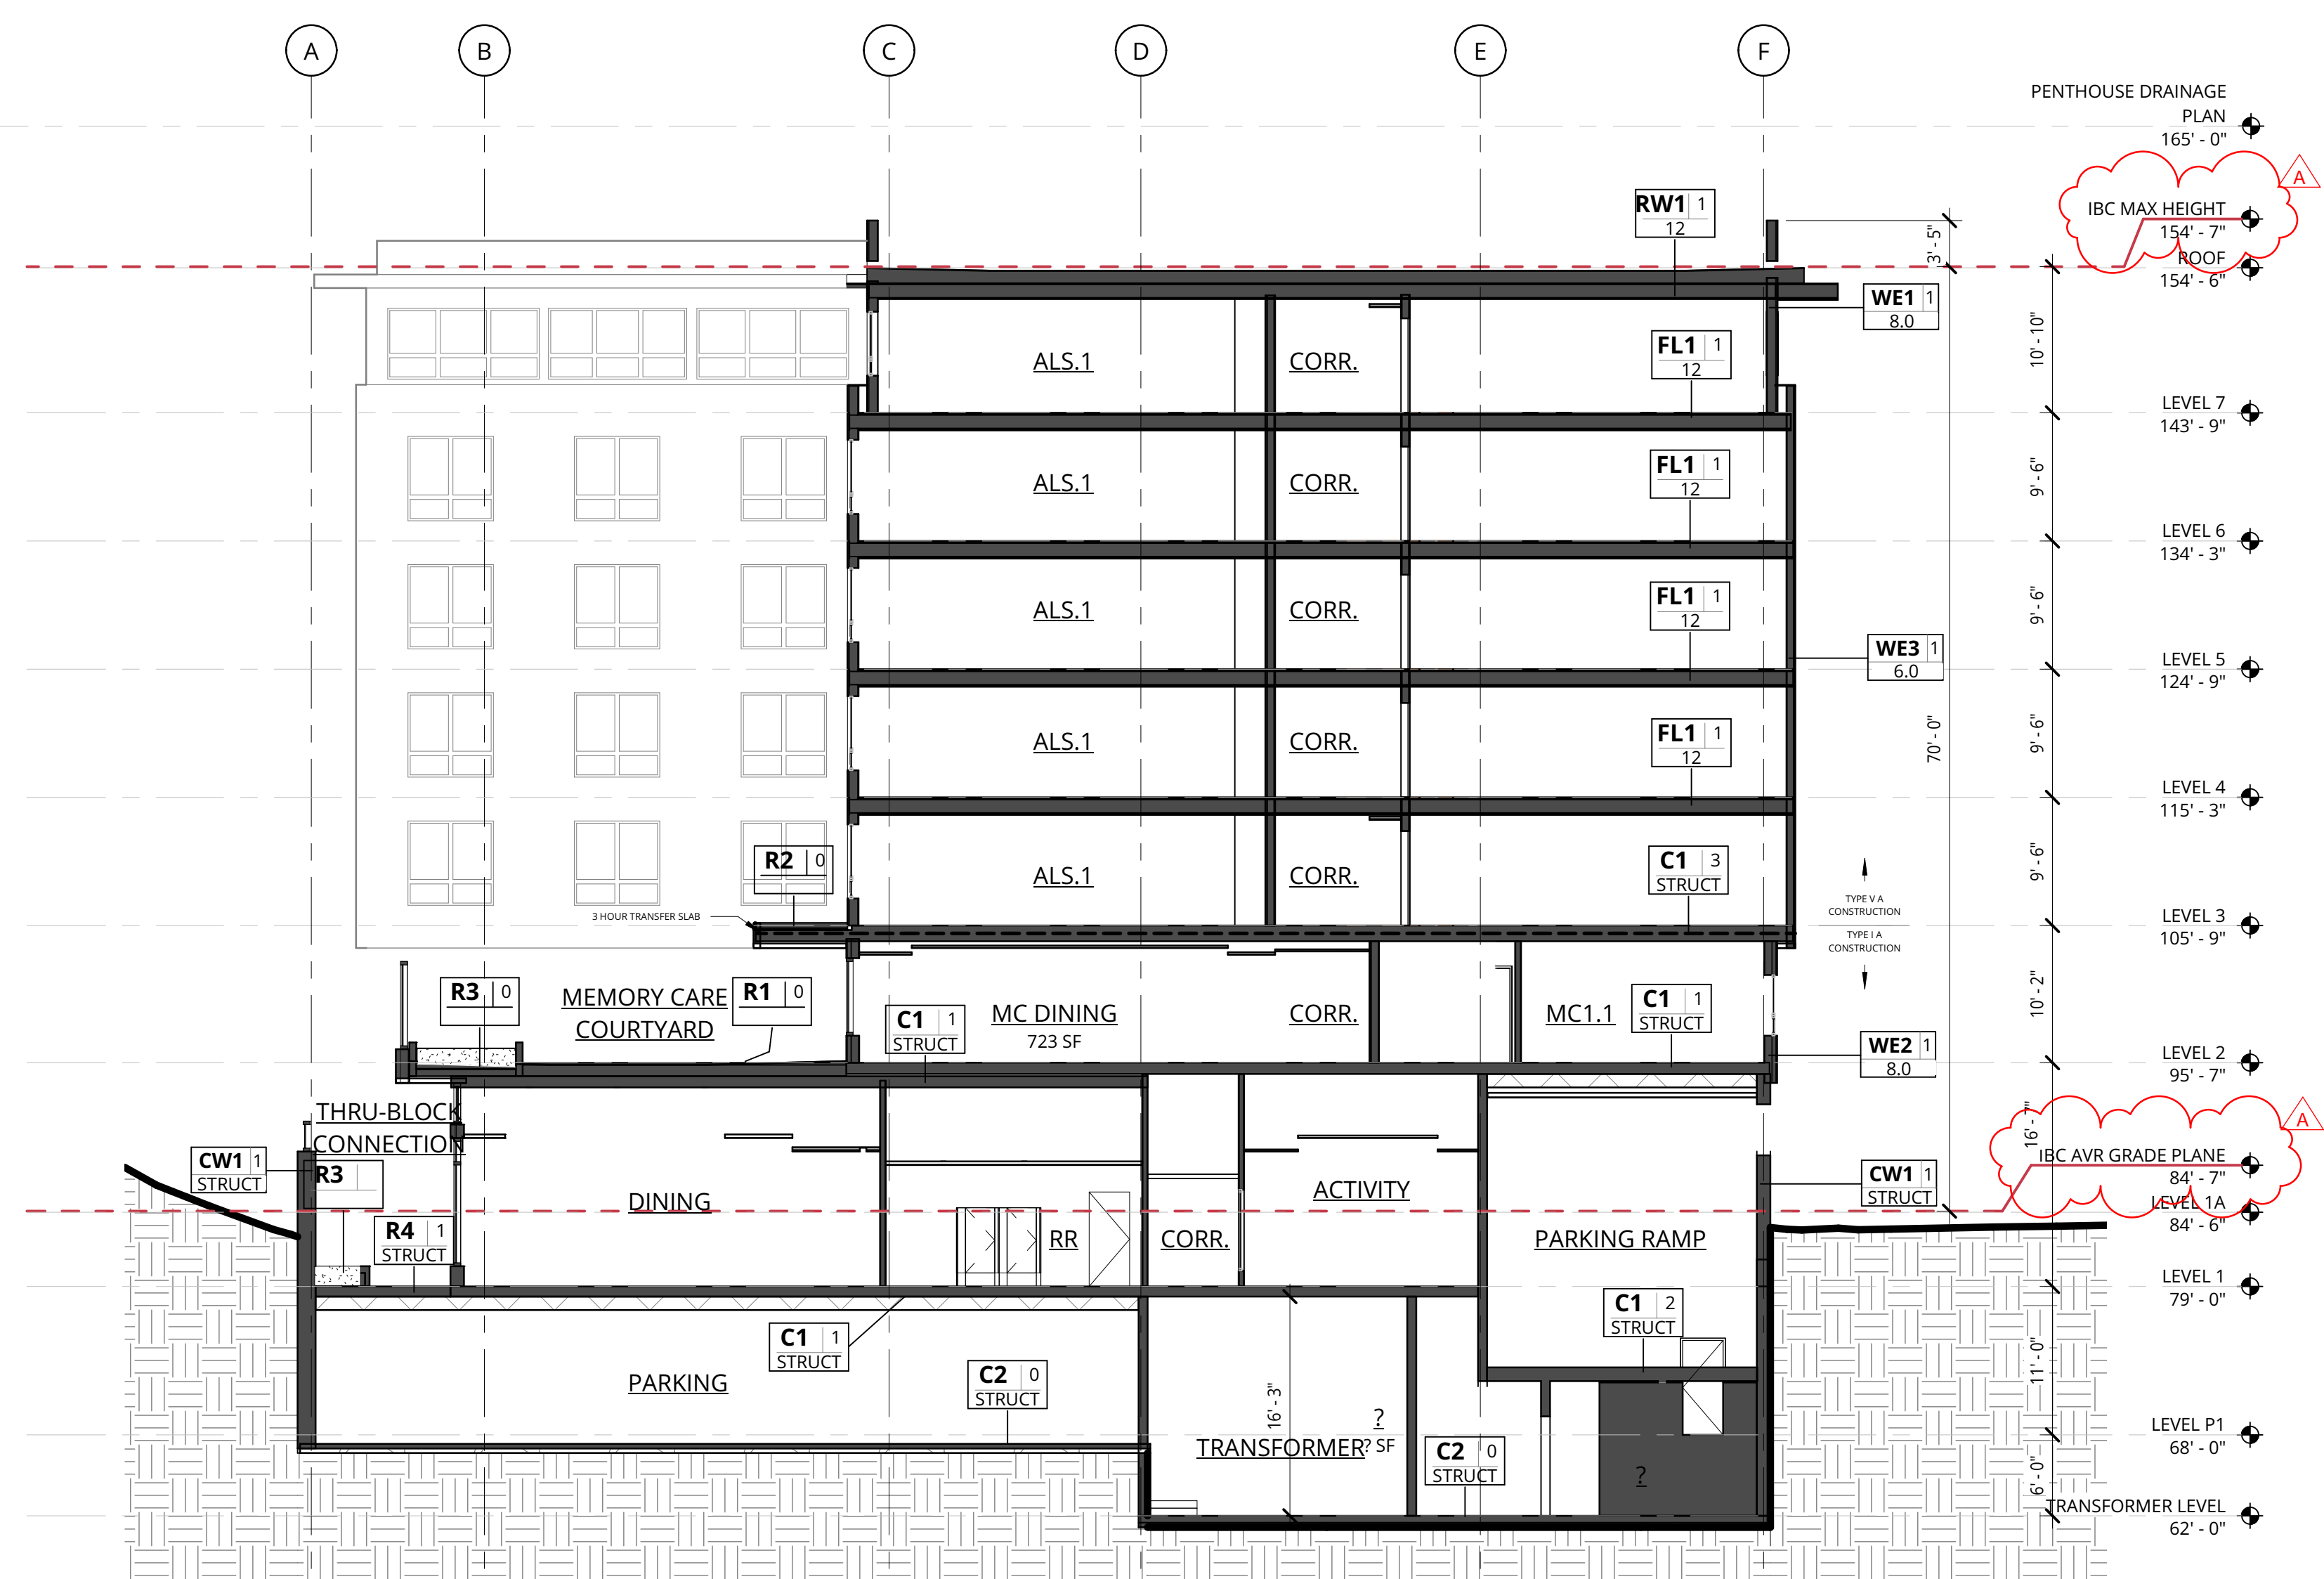 A
B
C
D
E
F
PENTHOUSE DRAINAGE
PLAN
165' - 0"
A
RW1 1
12
IBC MAX HEIGHT
154' - 7"
3' - 5"
ROOF
154' - 6"
WE1 1
8.0
10' - 10"
FL1 1
12
ALS.1
CORR.
LEVEL 7
143' - 9"
FL1 1
12
9' - 6"
ALS.1
CORR.
LEVEL 6
134' - 3"
FL1 1
12
9' - 6"
ALS.1
CORR.
WE3 1
6.0
LEVEL 5
124' - 9"
70' - 0"
FL1 1
12
9' - 6"
ALS.1
CORR.
LEVEL 4
115' - 3"
R2 0
C1 3
STRUCT
9' - 6"
ALS.1
CORR.
TYPE V A
CONSTRUCTION
3 HOUR TRANSFER SLAB
LEVEL 3
105' - 9"
TYPE I A
CONSTRUCTION
R3 0
MEMORY CARE
COURTYARD
R1 0
C1 1
STRUCT
MC DINING
723 SF
CORR.
MC1.1
C1 1
STRUCT
10' - 2"
WE2 1
8.0
LEVEL 2
95' - 7"
THRU-BLOCK
CONNECTION
16' - 7"
A
CW1 1
STRUCT
R3
IBC AVR GRADE PLANE
84' - 7"
CW1 1
STRUCT
DINING
ACTIVITY
LEVEL 1A
84' - 6"
R4 1
STRUCT
RR
CORR.
PARKING RAMP
LEVEL 1
79' - 0"
C1 2
STRUCT
C1 1
STRUCT
11' - 0"
PARKING
C2 0
STRUCT
16' - 3"
?
TRANSFORMER
? SF
LEVEL P1
68' - 0"
C2 0
STRUCT
?
6' - 0"
TRANSFORMER LEVEL
62' - 0"